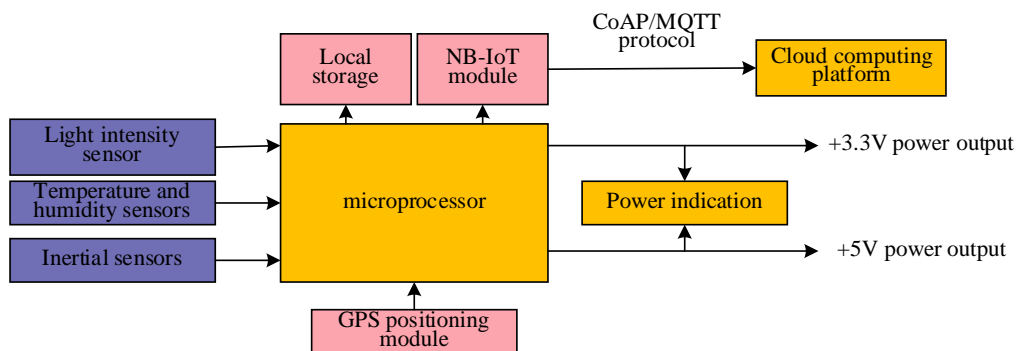 CoAP/MQTT
protocol
Local
storage
NB-IoT
module
Cloud computing
platform
Light intensity
sensor
Temperature and
humidity sensors
Inertial sensors
microprocessor
+3.3V power output
Power indication
+5V power output
GPS positioning
module